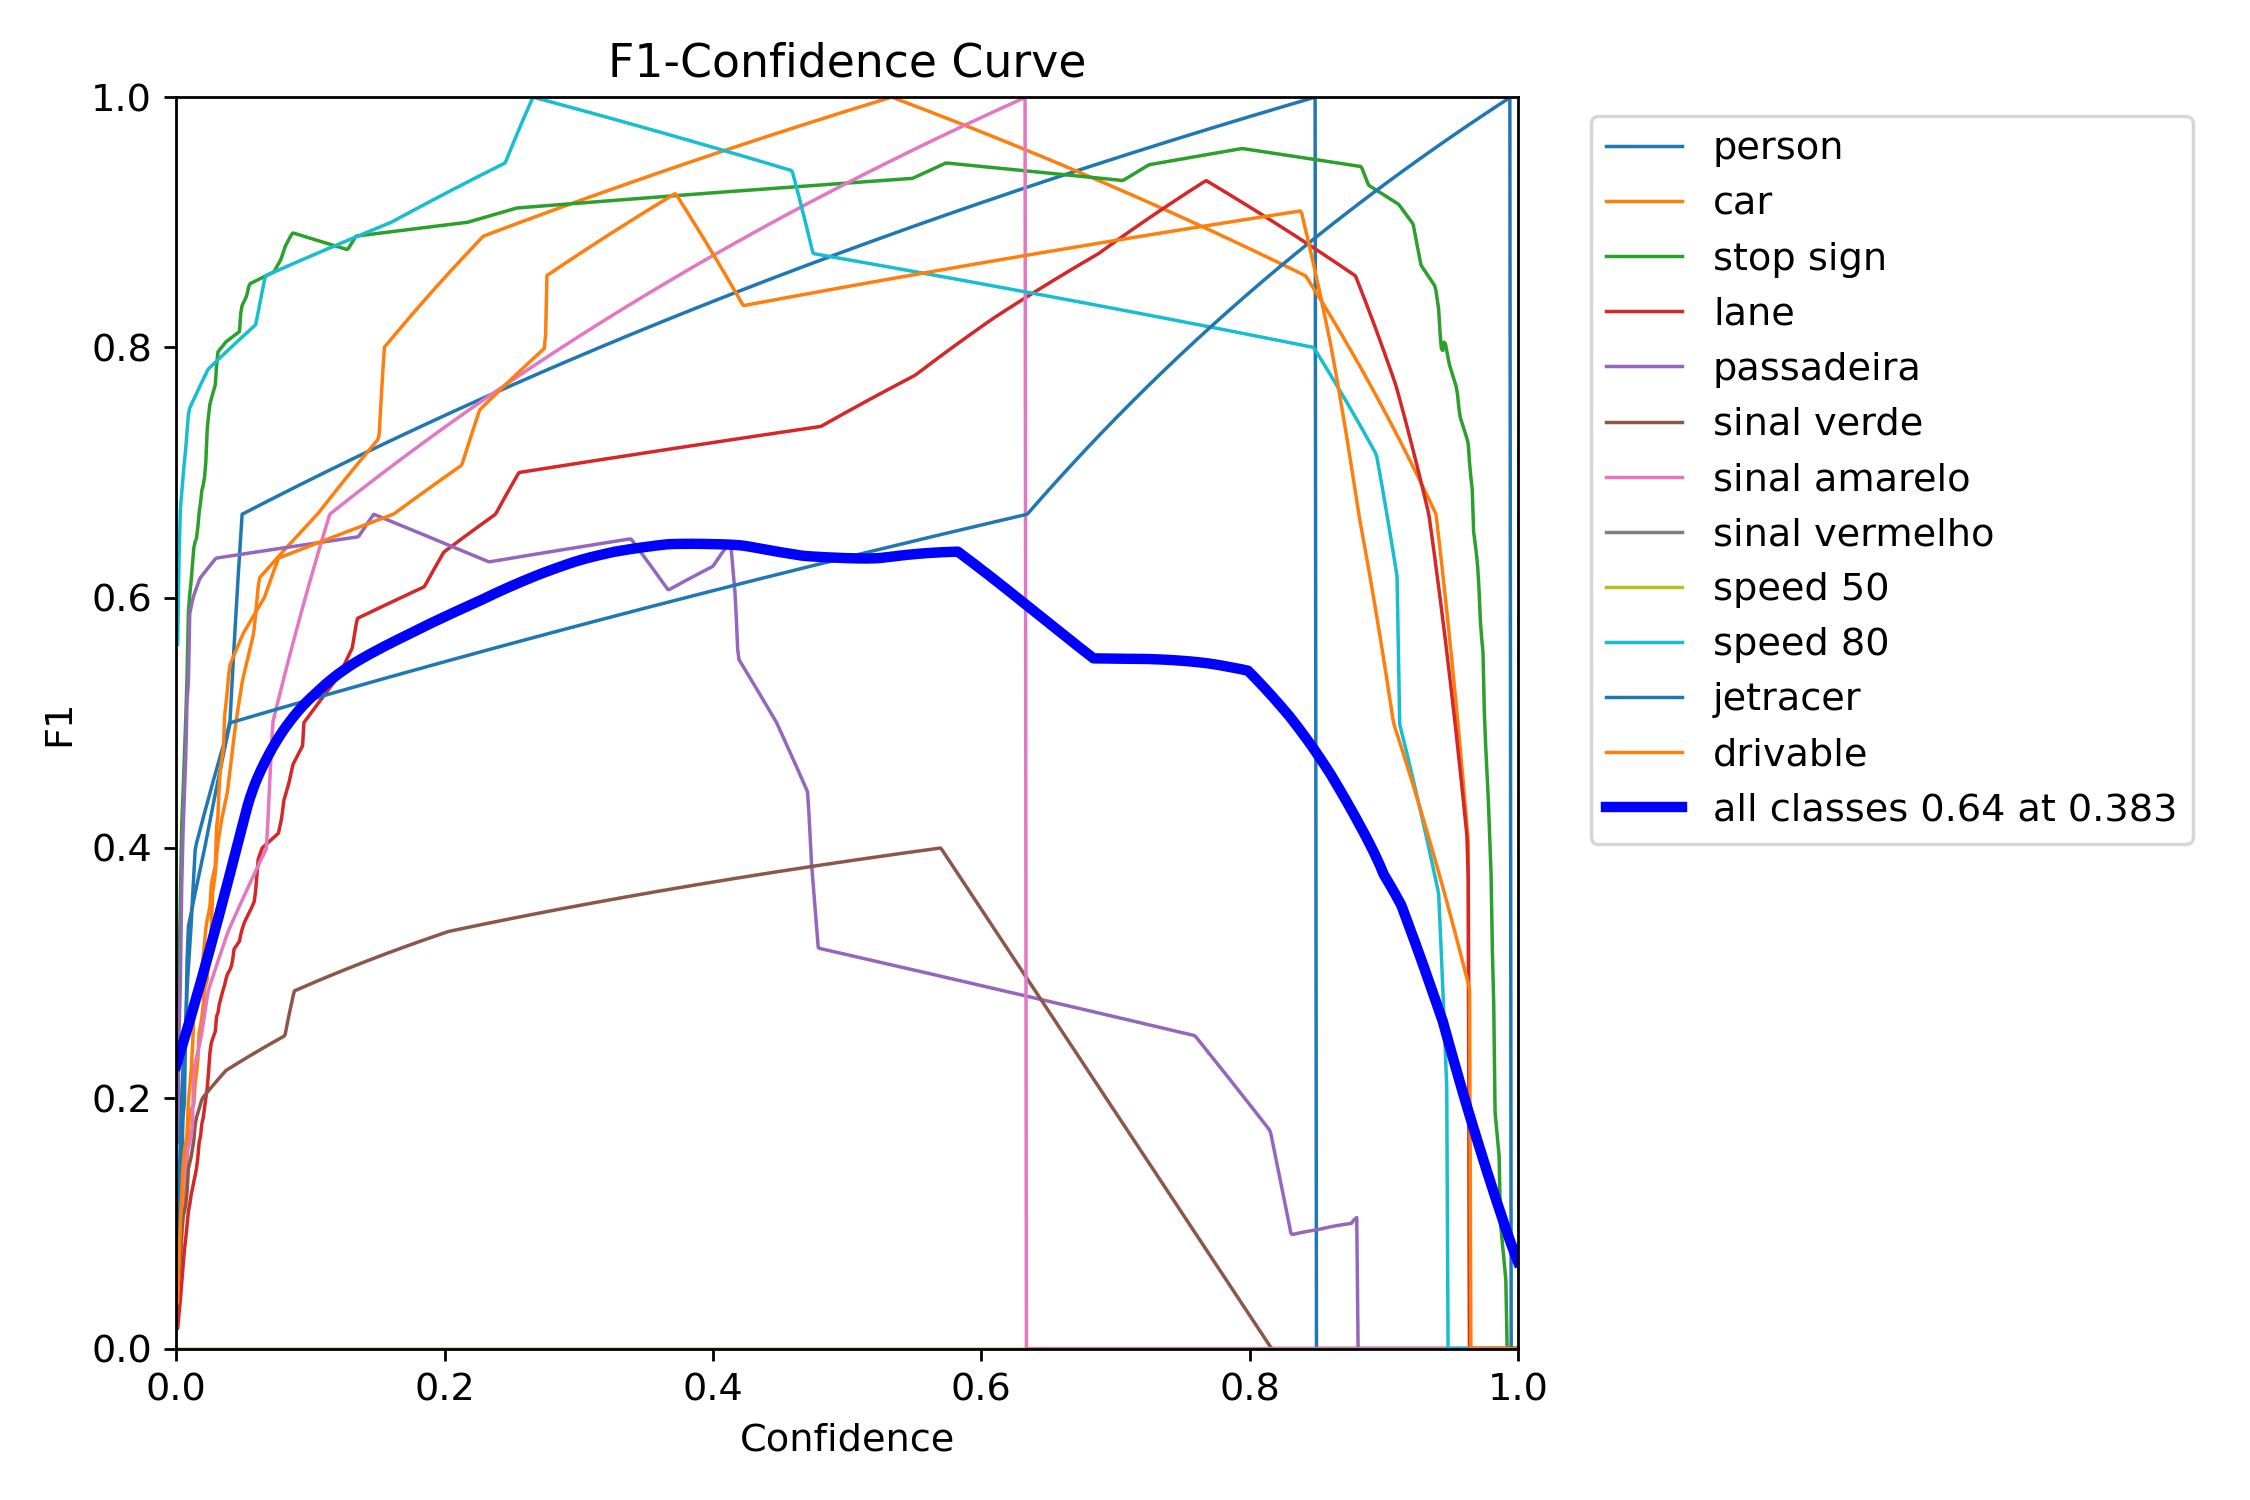 F1-Confidence Curve
1.0
0.8
0.6
0.4
0.2
0.0
F1
0.0 0.2 0.4 0.6 0.8 1.0
Confidence
person
car
stop sign
lane
passadeira
sinal verde
sinal amarelo
sinal vermelho
speed 50
speed 80
jetracer
drivable
all classes 0.64 at 0.383